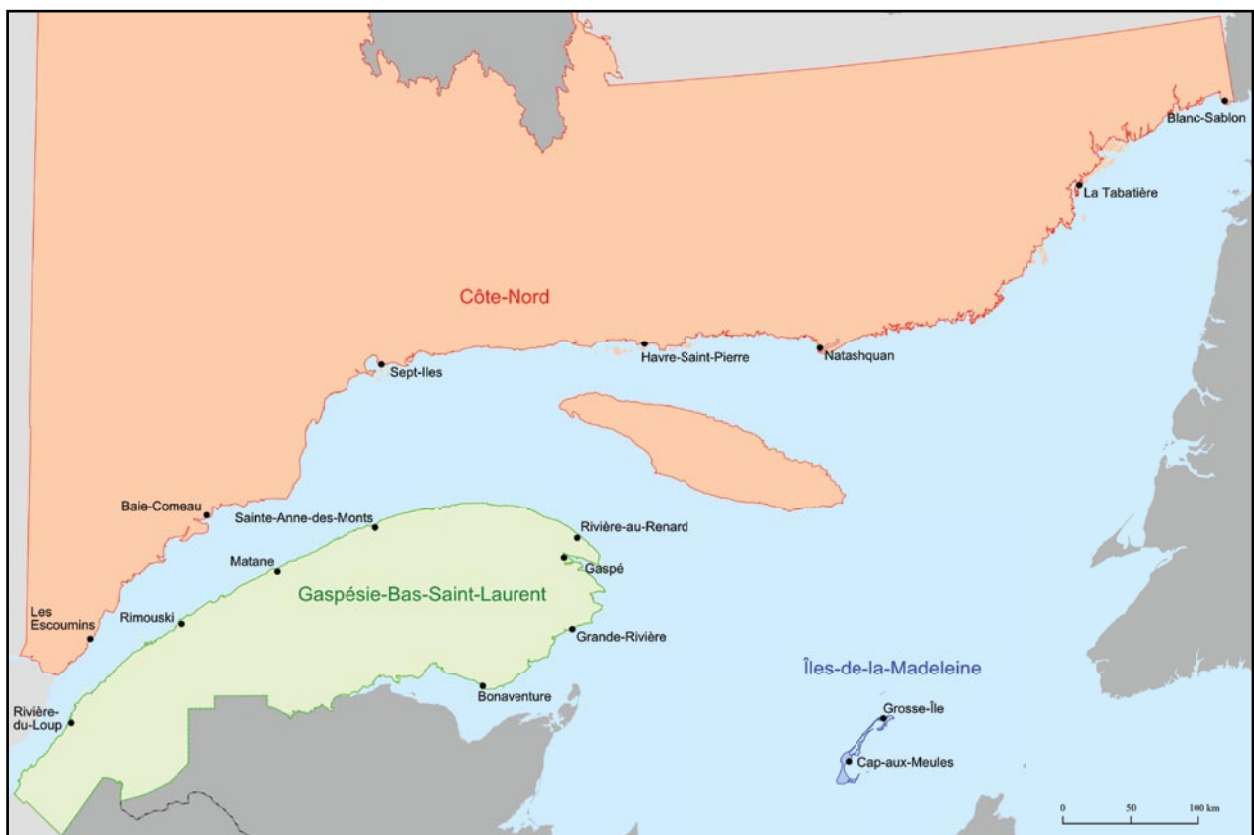 Blanc-Sablon
La Tabatière
Côte-Nord
Havre-Saint-Pierre
Natashquan
Sept-Iles
Baie-Comeau
Sainte-Anne-des-Monts
Rivière-au-Renard
Matane
Gaspé
Gaspésie-Bas-Saint-Laurent
Les
Escoumins
Rimouski
Grande-Rivière
Îles-de-la-Madeleine
Bonaventure
Rivière-
du-Loup
Grosse-Île
Cap-aux-Meules
0 50 100 km